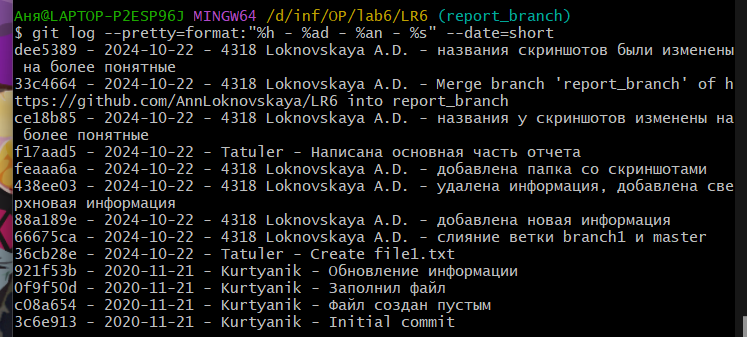 Аня@LAPTOP-P2ESP96J MINGW64 /d/inf/OP/lab6/LR6 (report_branch)
$ git log --pretty=format:"%h - %ad - %an - %s" --date=short
dee5389 - 2024-10-22 - 4318 Loknovskaya A.D. - названия скриншотов были изменены
 на более понятные
33c4664 - 2024-10-22 - 4318 Loknovskaya A.D. - Merge branch 'report_branch' of h
ttps://github.com/AnnLoknovskaya/LR6 into report_branch
ce18b85 - 2024-10-22 - 4318 Loknovskaya A.D. - названия у скриншотов изменены на
 более понятные
f17aad5 - 2024-10-22 - Tatuler - Написана основная часть отчета
feaaa6a - 2024-10-22 - 4318 Loknovskaya A.D. - добавлена папка со скриншотами
438ee03 - 2024-10-22 - 4318 Loknovskaya A.D. - удалена информация, добавлена све
рхновая информация
88a189e - 2024-10-22 - 4318 Loknovskaya A.D. - добавлена новая информация
66675ca - 2024-10-22 - 4318 Loknovskaya A.D. - слияние ветки branch1 и master
36cb28e - 2024-10-22 - Tatuler - Create file1.txt
921f53b - 2020-11-21 - Kurtyanik - Обновление информации
0f9f50d - 2020-11-21 - Kurtyanik - Заполнил файл
c08a654 - 2020-11-21 - Kurtyanik - Файл создан пустым
3c6e913 - 2020-11-21 - Kurtyanik - Initial commit